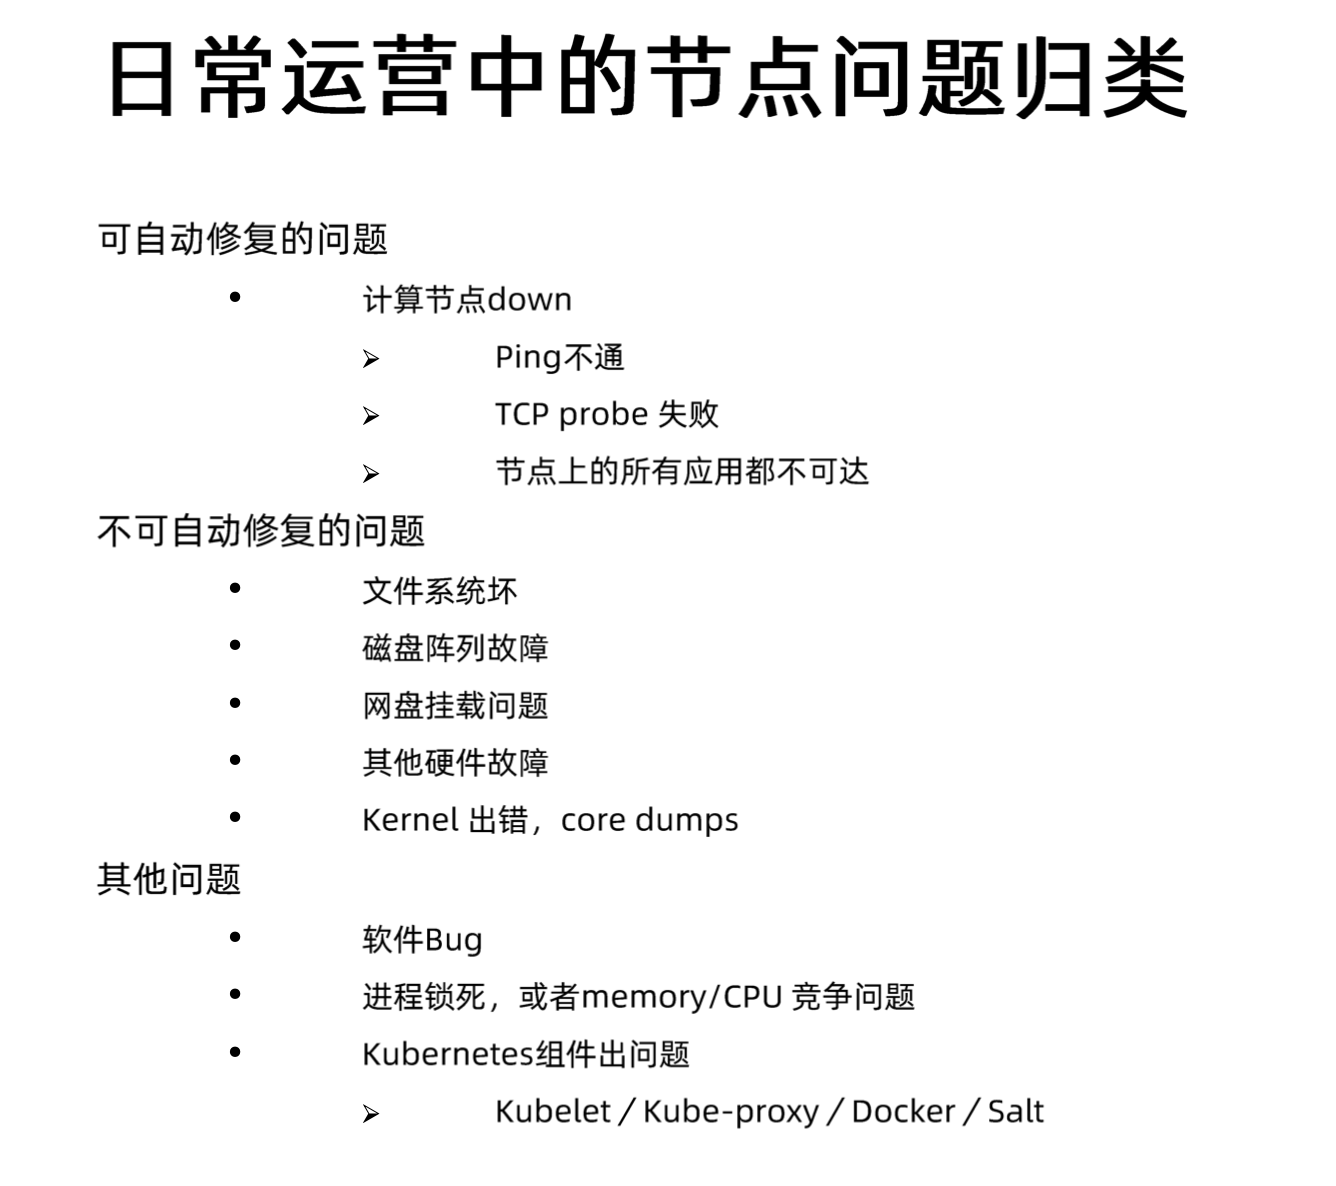 日常运营中的节点问题归类
可自动修复的问题
• 计算节点down
➢ Ping不通
➢ TCP probe 失败
➢ 节点上的所有应用都不可达
不可自动修复的问题
• 文件系统坏
• 磁盘阵列故障
• 网盘挂载问题
• 其他硬件故障
• Kernel 出错，core dumps
其他问题
• 软件Bug
• 进程锁死，或者memory/CPU 竞争问题
• Kubernetes组件出问题
➢ Kubelet / Kube-proxy / Docker / Salt